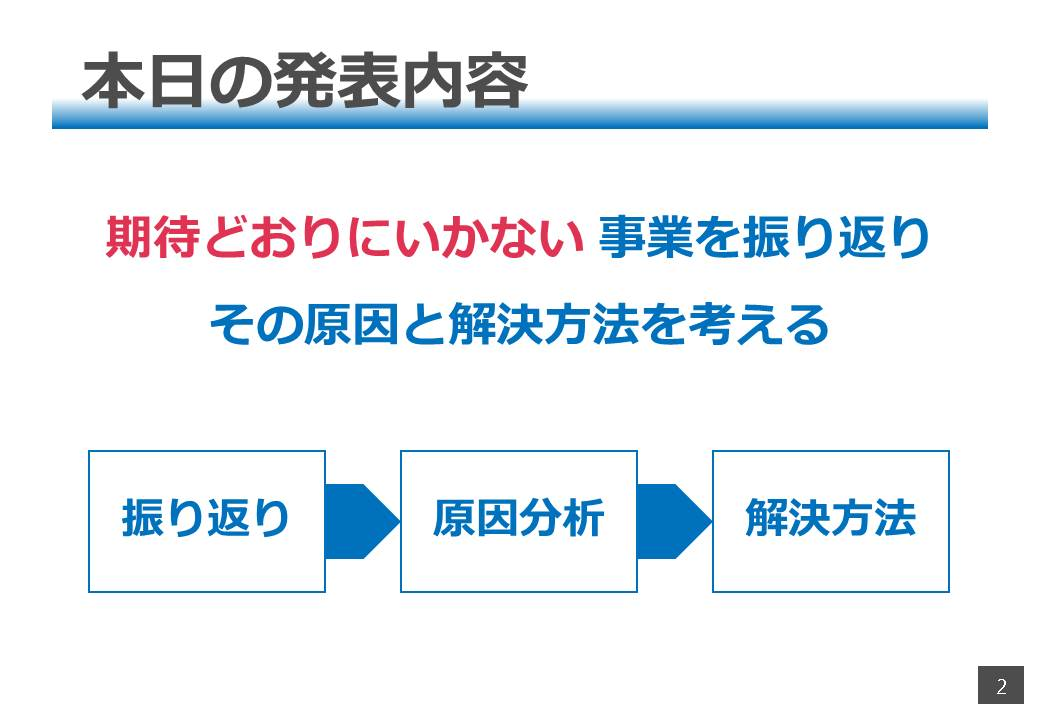 本日の発表内容
期待どおりにいかない 事業を振り返り
その原因と解決方法を考える
振り返り
原因分析
解決方法
2